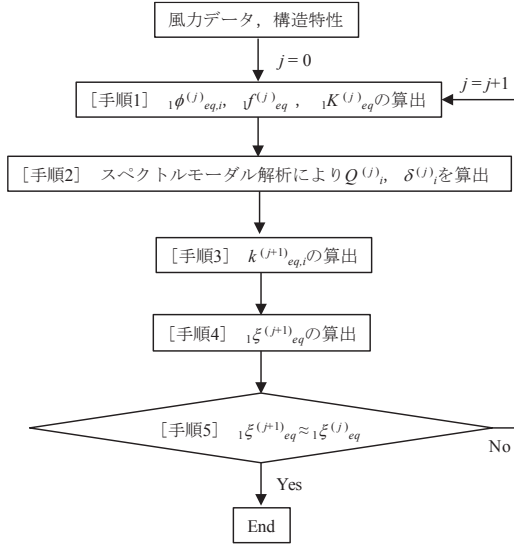 風力データ，構造特性
j = 0
j = j+1
［手順1］ ₁ϕ⁽ʲ⁾eq,i， ₁f⁽ʲ⁾eq ， ₁K⁽ʲ⁾eqの算出
［手順2］ スペクトルモーダル解析によりQ⁽ʲ⁾i， δ⁽ʲ⁾iを算出
［手順3］ k⁽ʲ⁺¹⁾eq,iの算出
［手順4］ ₁ξ⁽ʲ⁺¹⁾eqの算出
［手順5］ ₁ξ⁽ʲ⁺¹⁾eq≈₁ξ⁽ʲ⁾eq
No
Yes
End